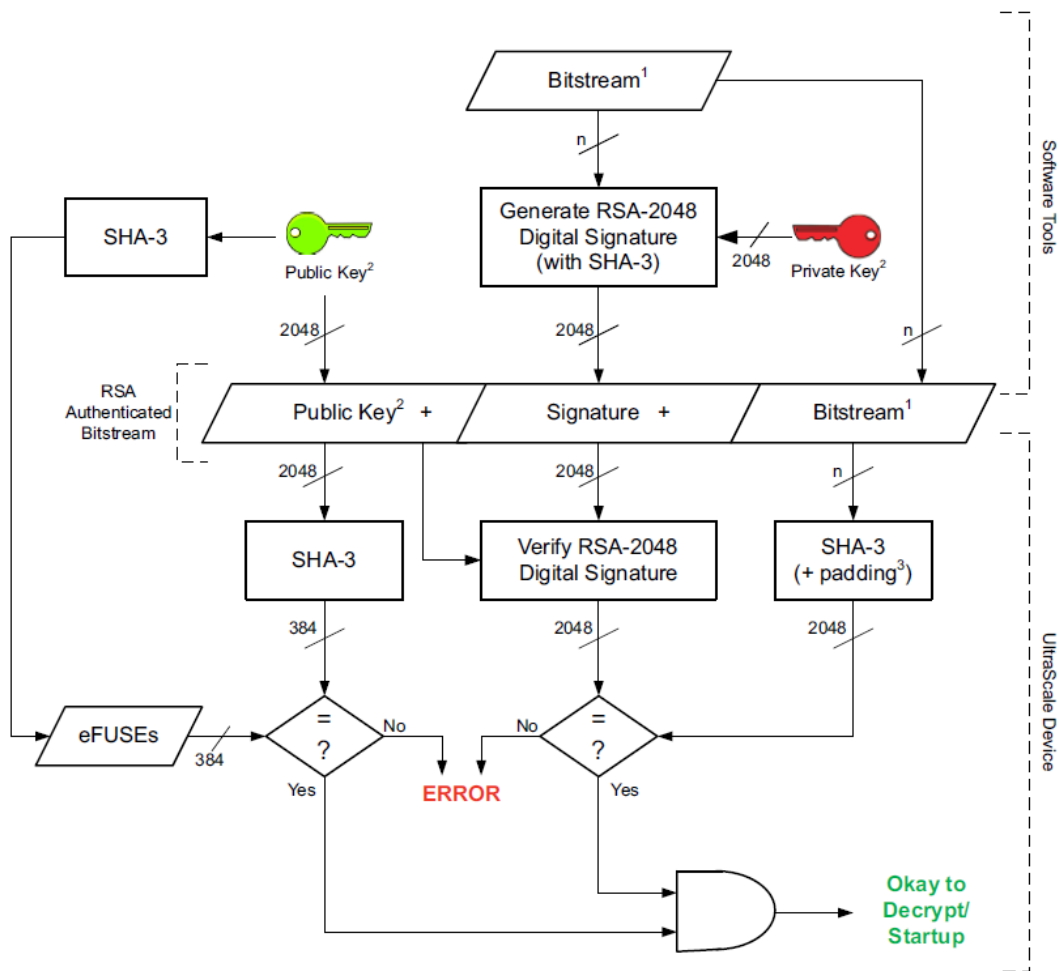 Bitstream1
n
Software Tools
SHA-3
Public Key2
Generate RSA-2048
Digital Signature
(with SHA-3)
2048
Private Key2
2048
2048
n
RSA
Authenticated
Bitstream
Public Key2 +
Signature +
Bitstream1
2048
2048
n
SHA-3
Verify RSA-2048
Digital Signature
SHA-3
(+ padding3)
384
2048
2048
UltraScale Device
eFUSEs
384
=
?
No
Yes
ERROR
No
=
?
Yes
Okay to
Decrypt/
Startup